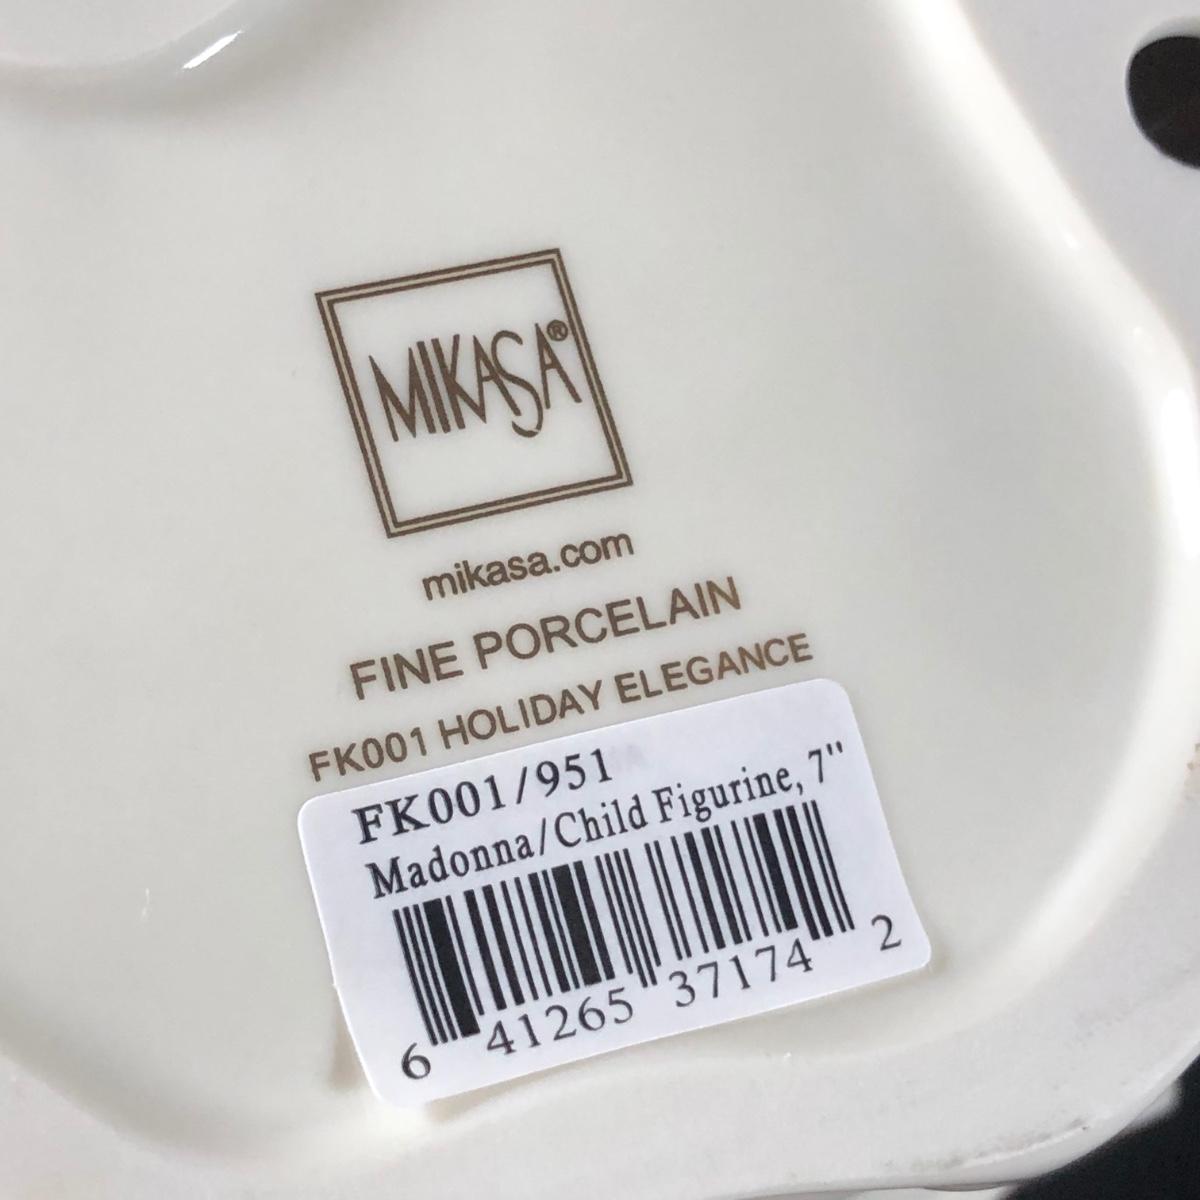 MIKASA®
mikasa.com
FINE PORCELAIN
FK001 HOLIDAY ELEGANCE
FK001/951
Madonna/Child Figurine, 7"
6 41265 37174 2